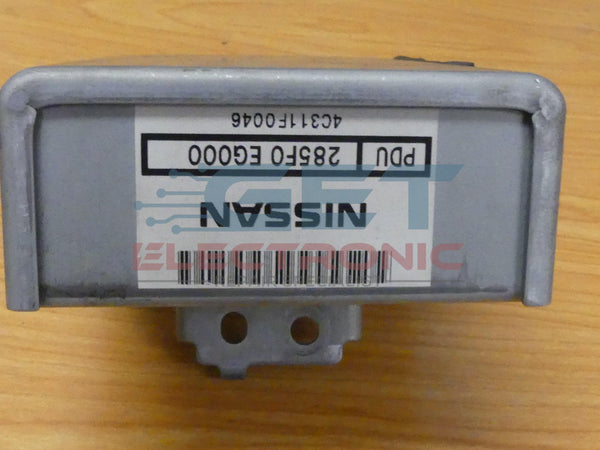 NISSAN
PDU 285F0 EG000
4C311F0046
GET
ELECTRONIC